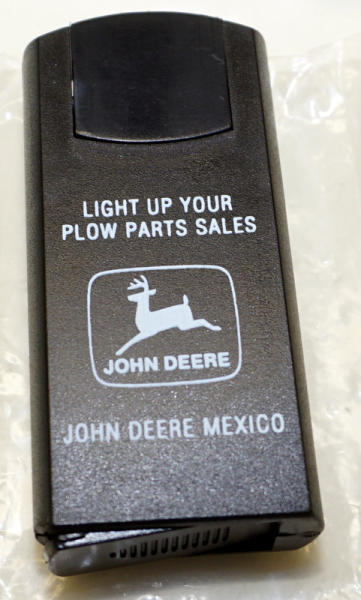 LIGHT UP YOUR
PLOW PARTS SALES
JOHN DEERE
JOHN DEERE MEXICO